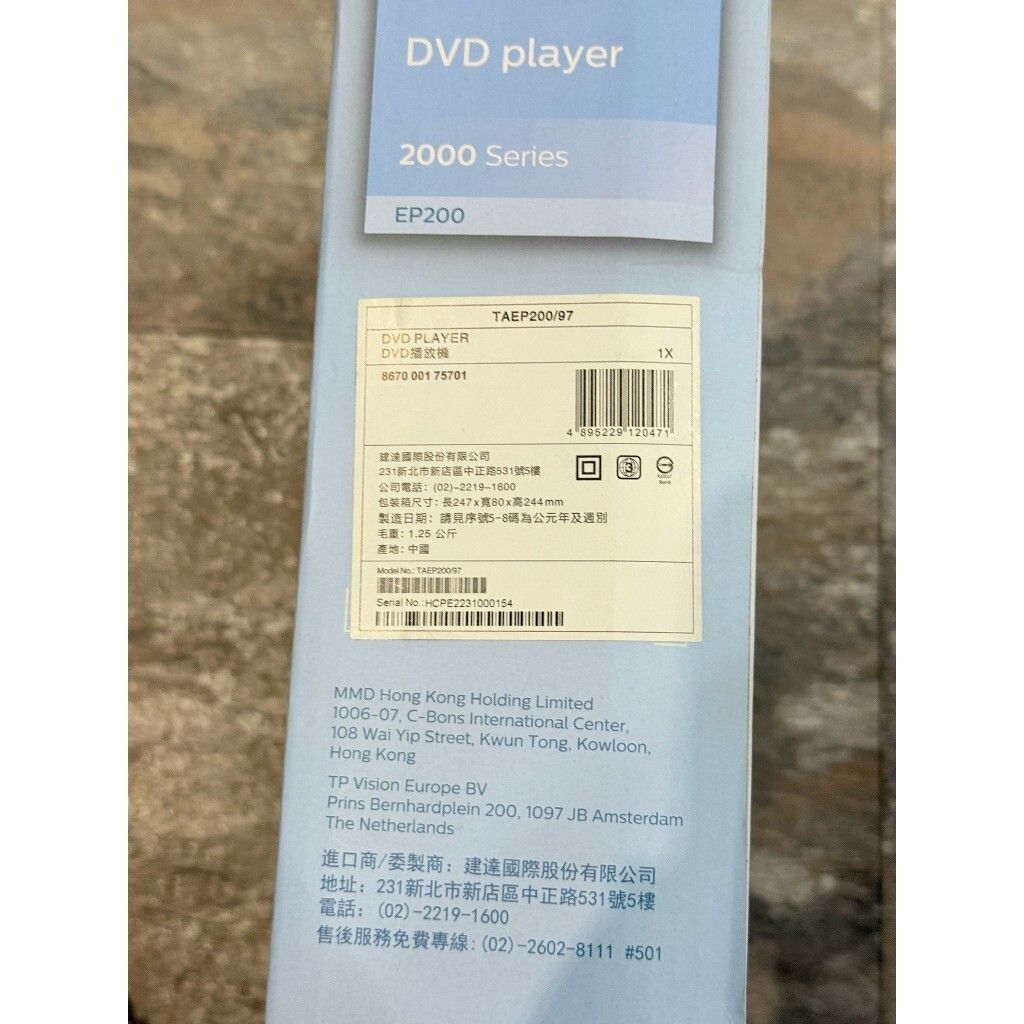 DVD player
2000 Series
EP200
TAEP200/97
DVD PLAYER
DVD播放機
1X
8670 001 75701
4 895229 120471
建達國際股份有限公司
231新北市新店區中正路531號5樓
公司電話: (02)-2219-1600
包裝箱尺寸: 長247x寬80x高244mm
製造日期: 請見序號5-8碼為公元年及週別
毛重: 1.25 公斤
產地: 中國
3
RoHS
Model No.: TAEP200/97
Serial No.: HCPE2231000154
MMD Hong Kong Holding Limited
1006-07, C-Bons International Center,
108 Wai Yip Street, Kwun Tong, Kowloon,
Hong Kong
TP Vision Europe BV
Prins Bernhardplein 200, 1097 JB Amsterdam
The Netherlands
進口商/委製商: 建達國際股份有限公司
地址: 231新北市新店區中正路531號5樓
電話: (02)-2219-1600
售後服務免費專線: (02)-2602-8111 #501